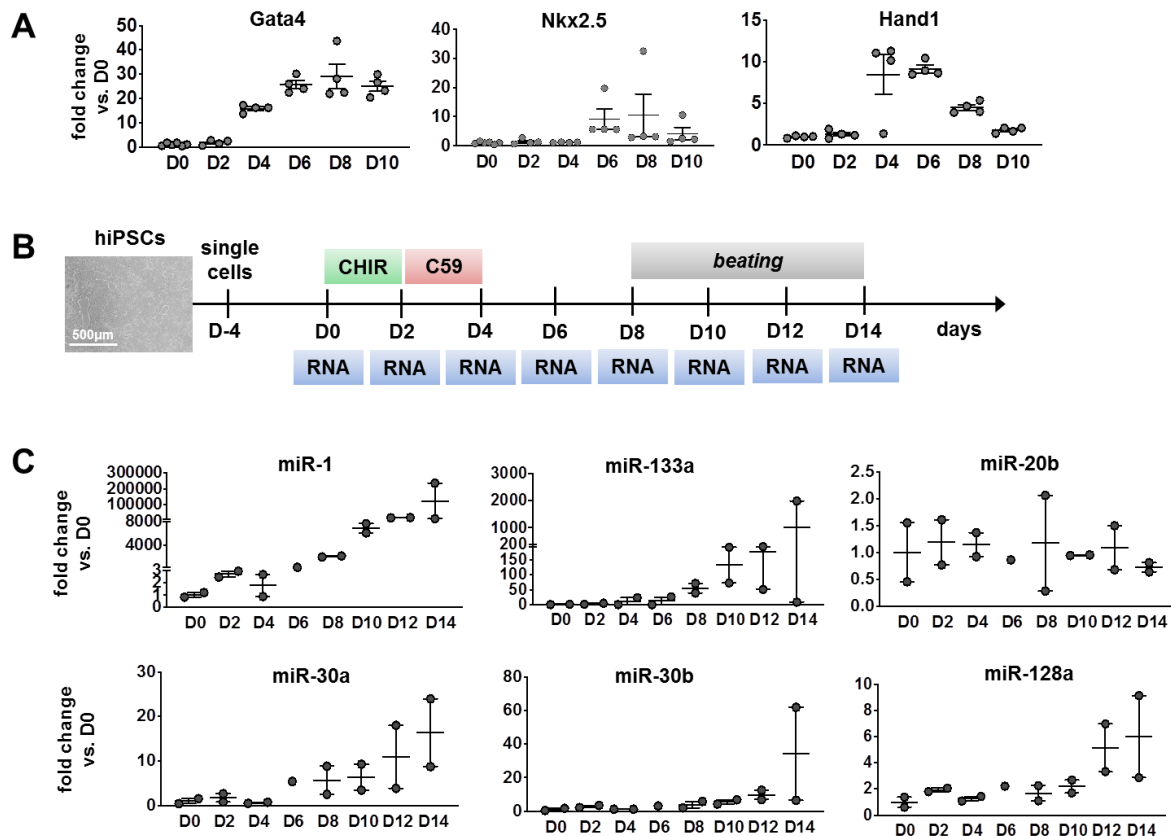 A
Gata4
Nkx2.5
Hand1
fold change
vs. D0
50
40
30
20
10
0
D0 D2 D4 D6 D8 D10
50
40
30
20
10
0
D0 D2 D4 D6 D8 D10
15
10
5
0
D0 D2 D4 D6 D8 D10
B
hiPSCs
500µm
single
cells
CHIR
C59
beating
D-4 D0 D2 D4 D6 D8 D10 D12 D14 days
RNA RNA RNA RNA RNA RNA RNA RNA
C
miR-1
miR-133a
miR-20b
fold change
vs. D0
300000
200000
100000
8000
4000
3
2
1
0
D0 D2 D4 D6 D8 D10 D12 D14
3000
2000
1000
200
150
100
50
0
D0 D2 D4 D6 D8 D10 D12 D14
2.5
2.0
1.5
1.0
0.5
0.0
D0 D2 D4 D6 D8 D10 D12 D14
miR-30a
miR-30b
miR-128a
fold change
vs. D0
30
20
10
0
D0 D2 D4 D6 D8 D10 D12 D14
80
60
40
20
0
D0 D2 D4 D6 D8 D10 D12 D14
10
8
6
4
2
0
D0 D2 D4 D6 D8 D10 D12 D14